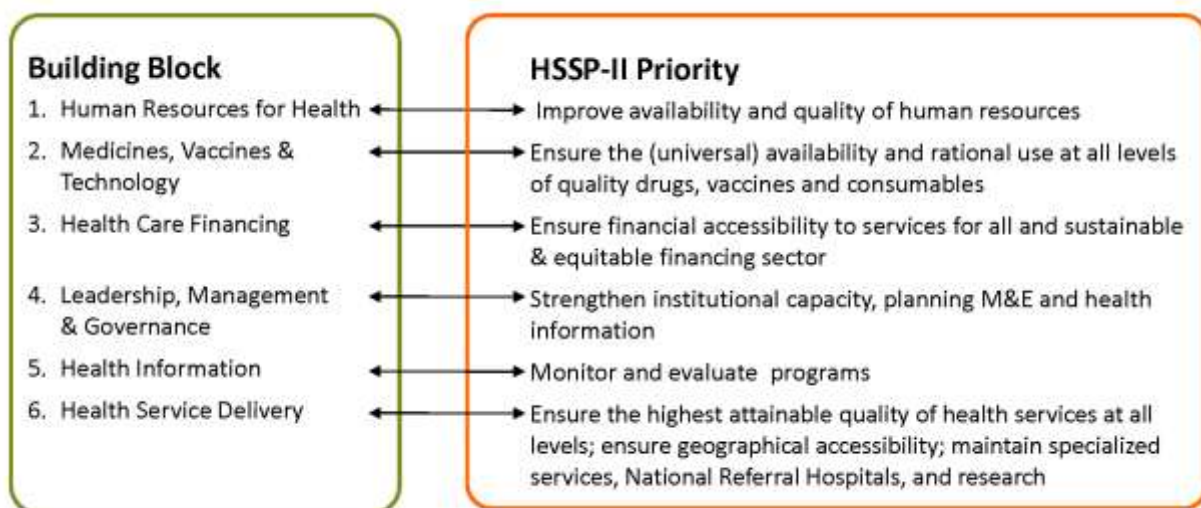 Building Block
1. Human Resources for Health
2. Medicines, Vaccines &
Technology
3. Health Care Financing
4. Leadership, Management
& Governance
5. Health Information
6. Health Service Delivery
HSSP-II Priority
Improve availability and quality of human resources
Ensure the (universal) availability and rational use at all levels
of quality drugs, vaccines and consumables
Ensure financial accessibility to services for all and sustainable
& equitable financing sector
Strengthen institutional capacity, planning M&E and health
information
Monitor and evaluate programs
Ensure the highest attainable quality of health services at all
levels; ensure geographical accessibility; maintain specialized
services, National Referral Hospitals, and research